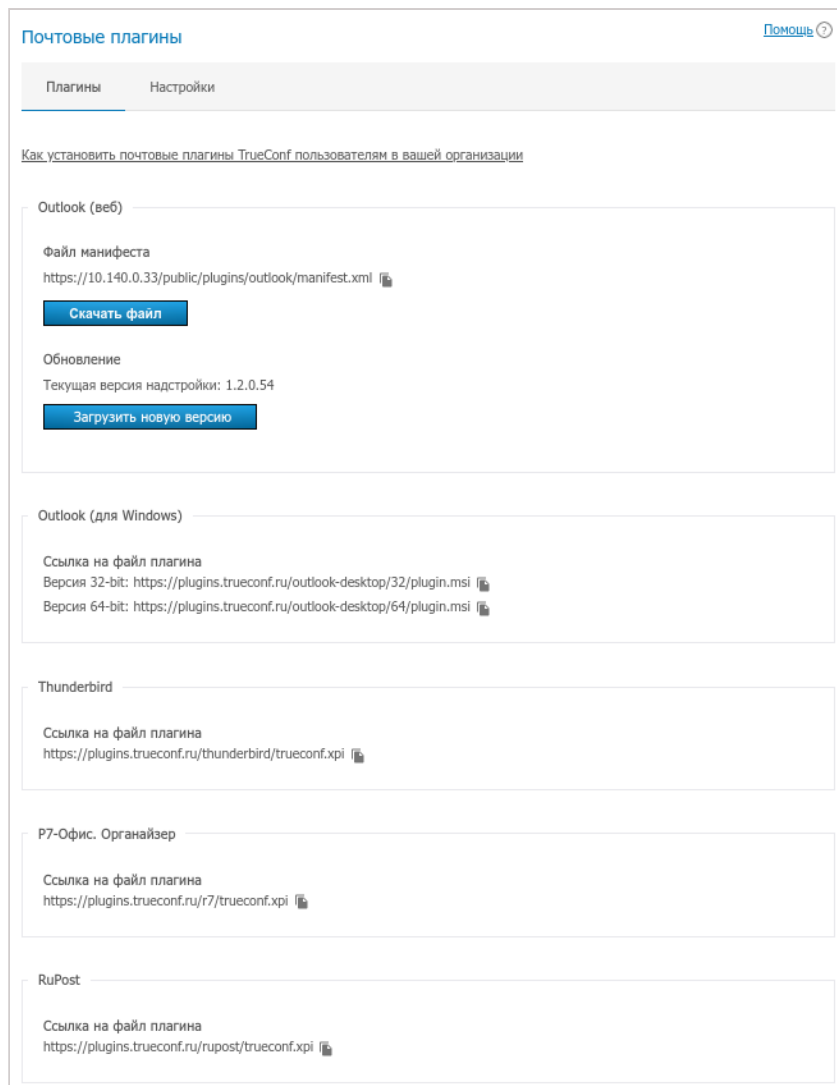 Почтовые плагины
Помощь ?
Плагины
Настройки
Как установить почтовые плагины TrueConf пользователям в вашей организации
Outlook (веб)
Файл манифеста
https://10.140.0.33/public/plugins/outlook/manifest.xml
Скачать файл
Обновление
Текущая версия надстройки: 1.2.0.54
Загрузить новую версию
Outlook (для Windows)
Ссылка на файл плагина
Версия 32-bit: https://plugins.trueconf.ru/outlook-desktop/32/plugin.msi
Версия 64-bit: https://plugins.trueconf.ru/outlook-desktop/64/plugin.msi
Thunderbird
Ссылка на файл плагина
https://plugins.trueconf.ru/thunderbird/trueconf.xpi
Р7-Офис. Органайзер
Ссылка на файл плагина
https://plugins.trueconf.ru/r7/trueconf.xpi
RuPost
Ссылка на файл плагина
https://plugins.trueconf.ru/rupost/trueconf.xpi